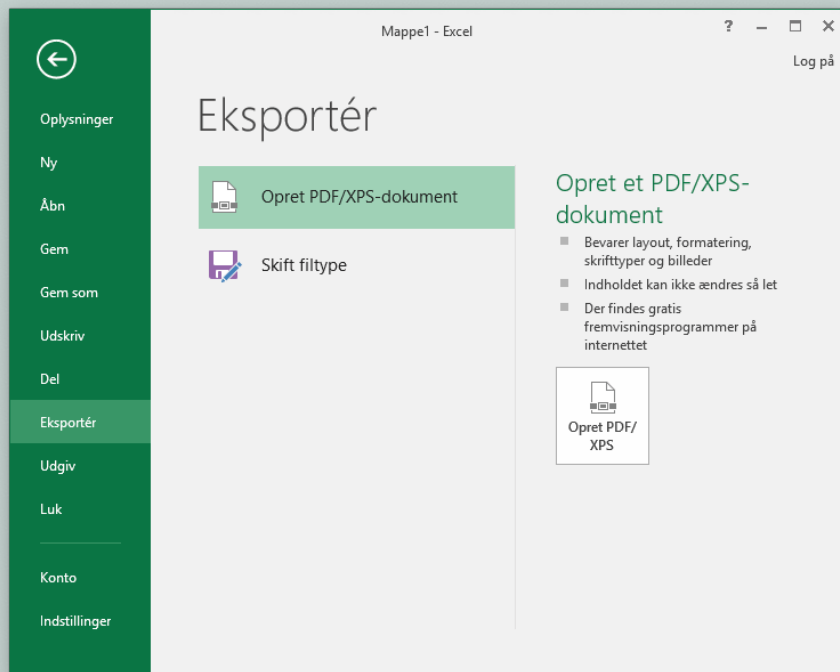 Mappe1 - Excel
?
Log på
Oplysninger
Ny
Åbn
Gem
Gem som
Udskriv
Del
Eksportér
Udgiv
Luk
Konto
Indstillinger
Eksportér
Opret PDF/XPS-dokument
Skift filtype
Opret et PDF/XPS-
dokument
Bevarer layout, formatering,
skrifttyper og billeder
Indholdet kan ikke ændres så let
Der findes gratis
fremvisningsprogrammer på
internettet
Opret PDF/
XPS